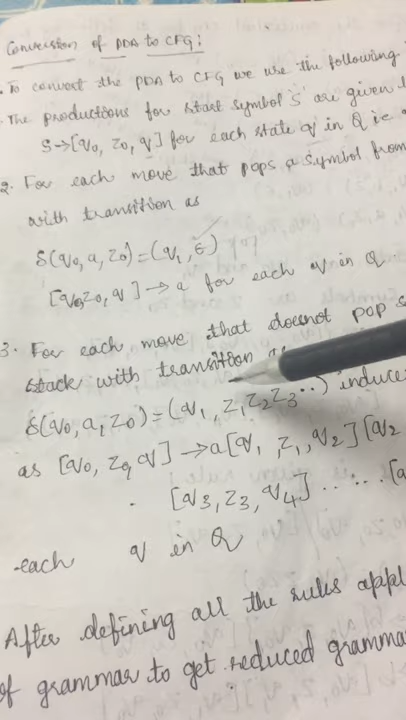 Conversion of PDA to CFG:
. To convert the PDA to CFG we use the following
. The productions for start symbol 'S' are given
S→[q0, Z0, q] for each state q in Q i.e
2. For each move that pops a symbol from
with transition as
δ(q0, a, Z0) = (q1, ε)
[q0, Z0, q] → a for each q in Q
3. For each move that doesnot pop
stack with transition as
δ(q0, a, Z0) = (q1, Z1 Z2 Z3 ..) induce
as [q0, Z0, q] → a[q1, Z1, q2] [q2
[q3, Z3, q4] ..... [
each q in Q
After defining all the rules appl
of grammar to get reduced gramma